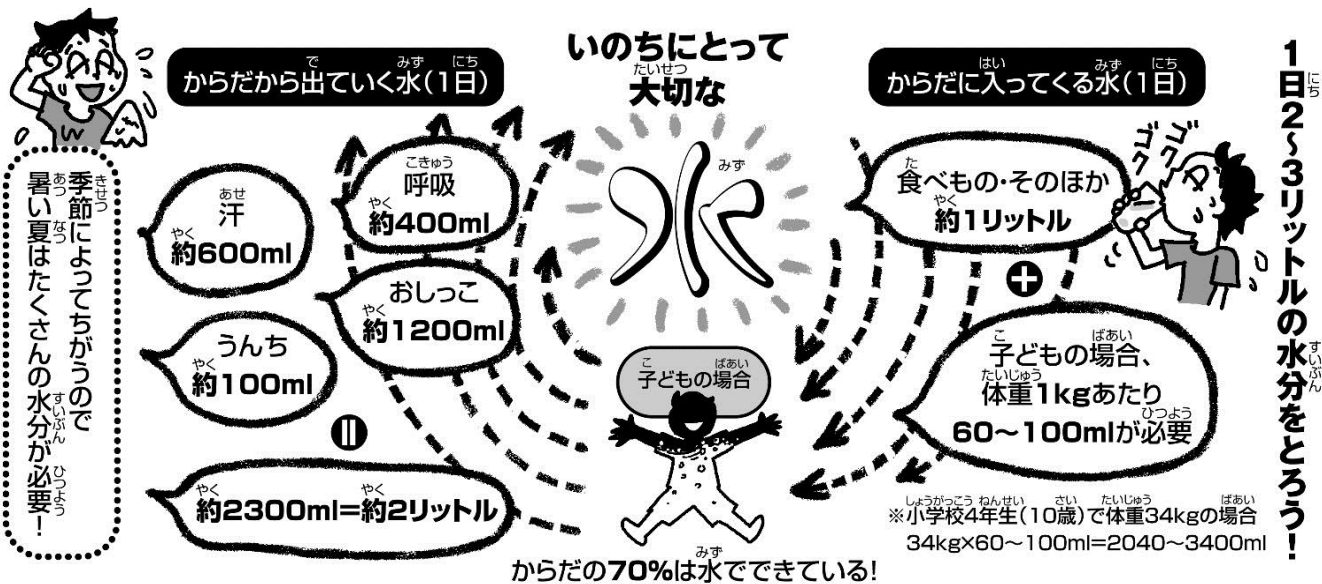 1日2〜3リットルの水分をとろう!
いのちにとって
大切な
水
からだに入ってくる水(1日)
食べもの・そのほか
約1リットル
+
子どもの場合、
体重1kgあたり
60〜100mlが必要
※小学校4年生(10歳)で体重34kgの場合
34kg×60〜100ml=2040〜3400ml
ゴクゴク
子どもの場合
からだの70%は水でできている!
からだから出ていく水(1日)
呼吸
約400ml
汗
約600ml
おしっこ
約1200ml
うんち
約100ml
=
約2300ml=約2リットル
W
季節によってちがうので
暑い夏はたくさんの水分が必要!